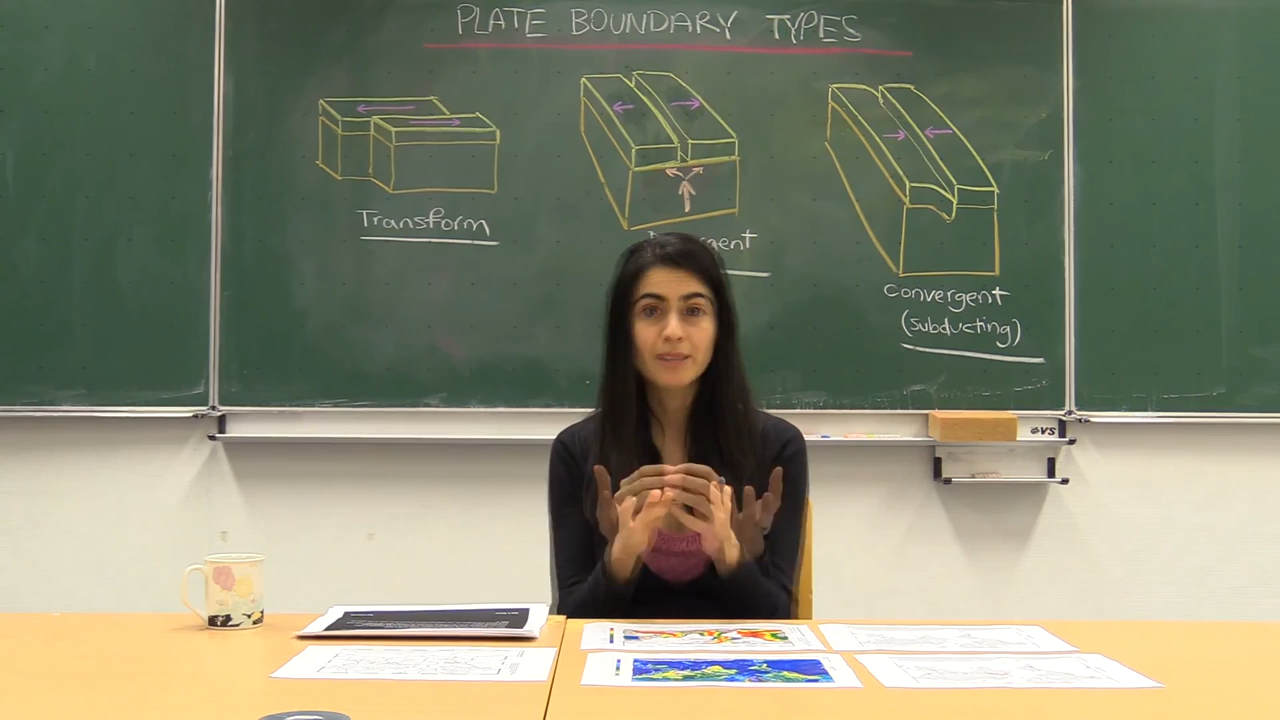 PLATE BOUNDARY TYPES
Transform
Convergent
(subducting)